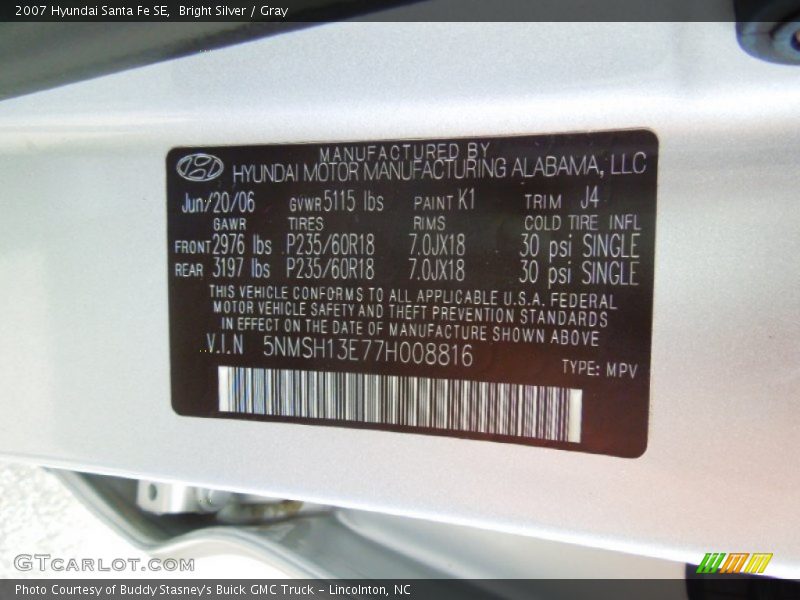 2007 Hyundai Santa Fe SE,  Bright Silver / Gray
MANUFACTURED BY
HYUNDAI MOTOR MANUFACTURING ALABAMA, LLC
Jun/20/06 GVWR 5115 lbs PAINT K1 TRIM J4
GAWR TIRES RIMS COLD TIRE INFL
FRONT 2976 lbs P235/60R18 7.0JX18 30 psi SINGLE
REAR 3197 lbs P235/60R18 7.0JX18 30 psi SINGLE
THIS VEHICLE CONFORMS TO ALL APPLICABLE U.S.A. FEDERAL
MOTOR VEHICLE SAFETY AND THEFT PREVENTION STANDARDS
IN EFFECT ON THE DATE OF MANUFACTURE SHOWN ABOVE
V.I.N 5NMSH13E77H008816
TYPE: MPV
GTcarlot.com
Photo Courtesy of Buddy Stasney's Buick GMC Truck – Lincolnton, NC